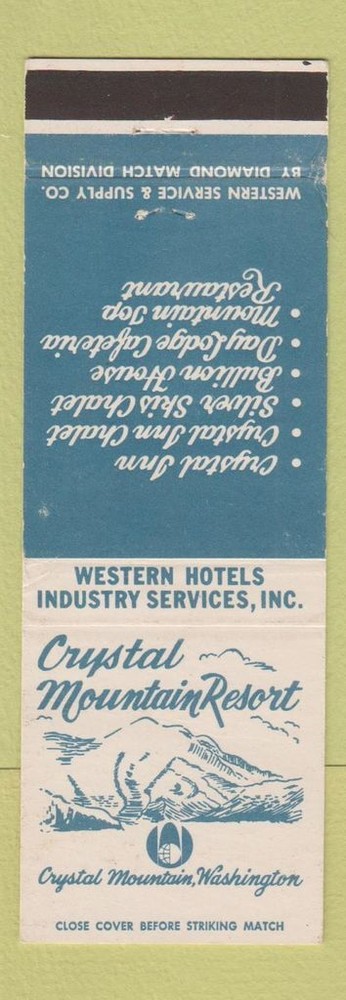 WESTERN SERVICE & SUPPLY CO.
BY DIAMOND MATCH DIVISION
• Crystal Inn
• Crystal Inn Chalet
• Silver Skis Chalet
• Bullion House
• Day Lodge Cafeteria
• Mountain Top
Restaurant
WESTERN HOTELS
INDUSTRY SERVICES, INC.
Crystal
Mountain Resort
Crystal Mountain, Washington
CLOSE COVER BEFORE STRIKING MATCH